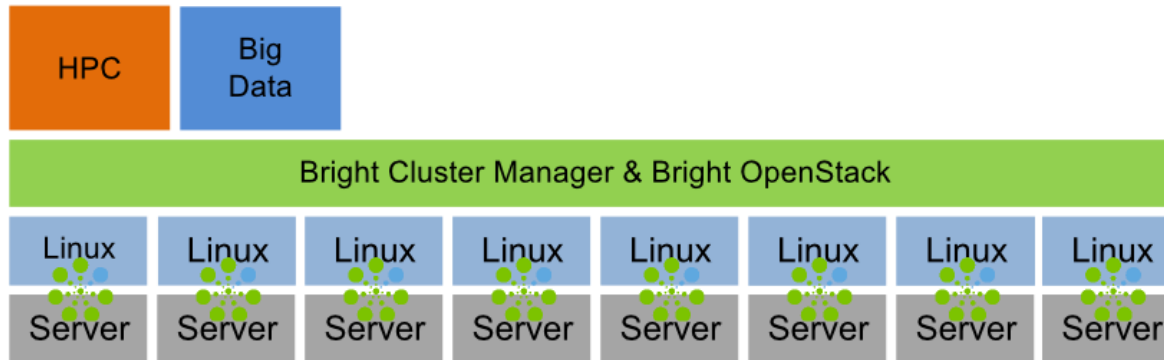 HPC
Big
Data
Bright Cluster Manager & Bright OpenStack
Linux Linux Linux Linux Linux Linux Linux Linux
Server Server Server Server Server Server Server Server